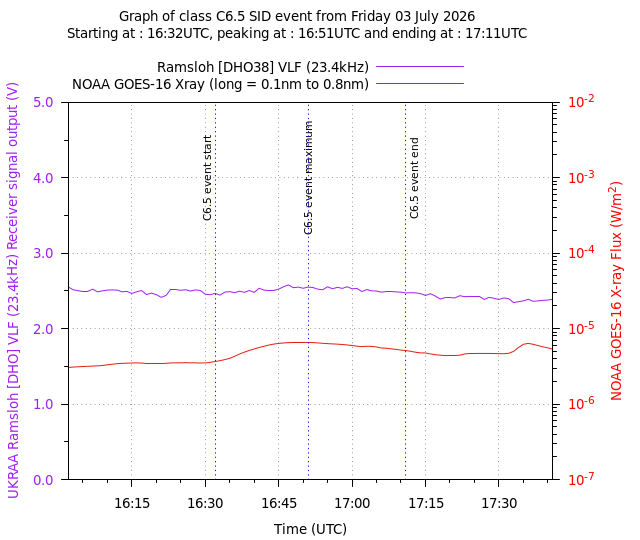 Graph of class C6.5 SID event from Friday 03 July 2026
Starting at : 16:32UTC, peaking at : 16:51UTC and ending at : 17:11UTC
Ramsloh [DHO38] VLF (23.4kHz)
NOAA GOES-16 Xray (long = 0.1nm to 0.8nm)
UKRAA Ramsloh [DHO] VLF (23.4kHz) Receiver signal output (V)
5.0
4.0
3.0
2.0
1.0
0.0
C6.5 event start
C6.5 event maximum
C6.5 event end
10-2
10-3
10-4
10-5
10-6
10-7
NOAA GOES-16 X-ray Flux (W/m2)
16:15 16:30 16:45 17:00 17:15 17:30
Time (UTC)